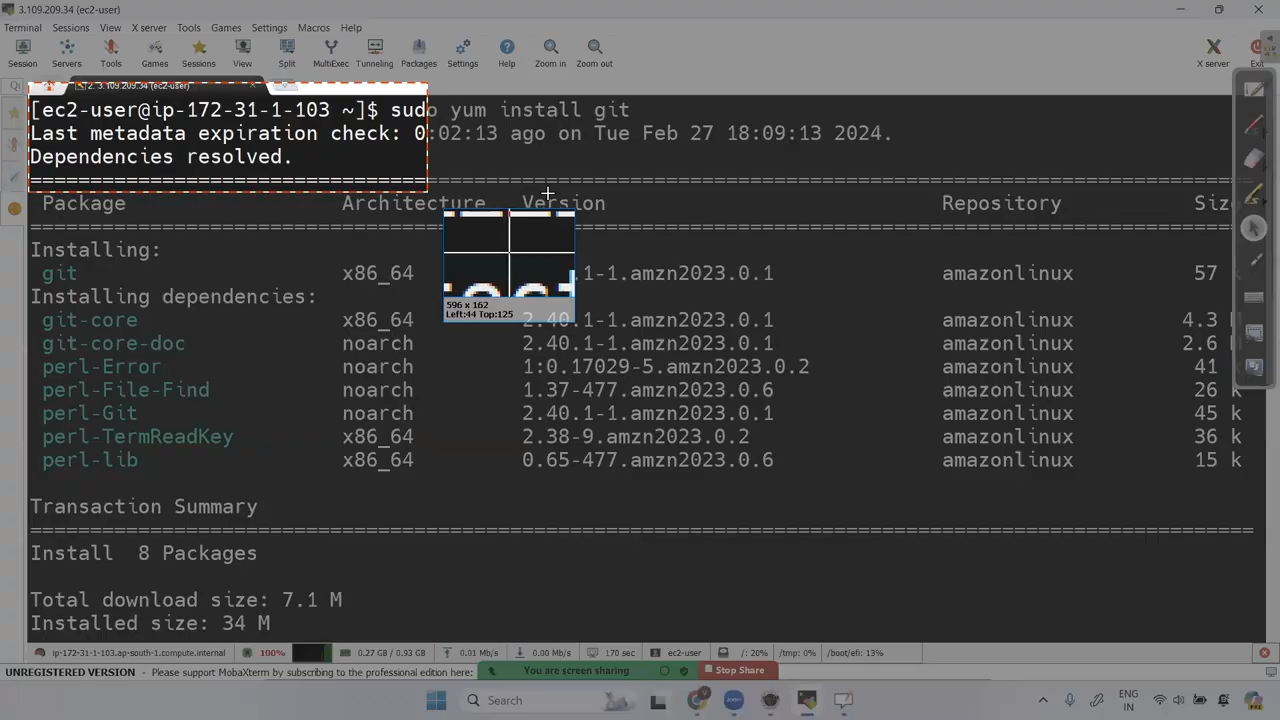 3.109.209.34 (ec2-user)
Terminal Sessions View X server Tools Games Settings Macros Help
Session Servers Tools Games Sessions View Split MultiExec Tunneling Packages Settings Help Zoom in Zoom out X server Exit
2. 3.109.209.34 (ec2-user)
[ec2-user@ip-172-31-1-103 ~]$ sudo yum install git
Last metadata expiration check: 0:02:13 ago on Tue Feb 27 18:09:13 2024.
Dependencies resolved.
Package Architecture Version Repository Siz
Installing:
git x86_64 .1-1.amzn2023.0.1 amazonlinux 57
Installing dependencies:
git-core x86_64 2.40.1-1.amzn2023.0.1 amazonlinux 4.3
git-core-doc noarch 2.40.1-1.amzn2023.0.1 amazonlinux 2.6
perl-Error noarch 1:0.17029-5.amzn2023.0.2 amazonlinux 41
perl-File-Find noarch 1.37-477.amzn2023.0.6 amazonlinux 26 k
perl-Git noarch 2.40.1-1.amzn2023.0.1 amazonlinux 45 k
perl-TermReadKey x86_64 2.38-9.amzn2023.0.2 amazonlinux 36 k
perl-lib x86_64 0.65-477.amzn2023.0.6 amazonlinux 15 k
596 x 162
Left:44 Top:125
Transaction Summary
Install 8 Packages
Total download size: 7.1 M
Installed size: 34 M
ip-172-31-1-103.ap-south-1.compute.internal 100% 0.27 GB / 0.93 GB 0.01 Mb/s 0.00 Mb/s 170 sec ec2-user /: 20% /tmp: 0% /boot/efi: 13%
UNREGISTERED VERSION - Please support MobaXterm by subscribing to the professional edition here: You are screen sharing Stop Share
Search ENG
IN